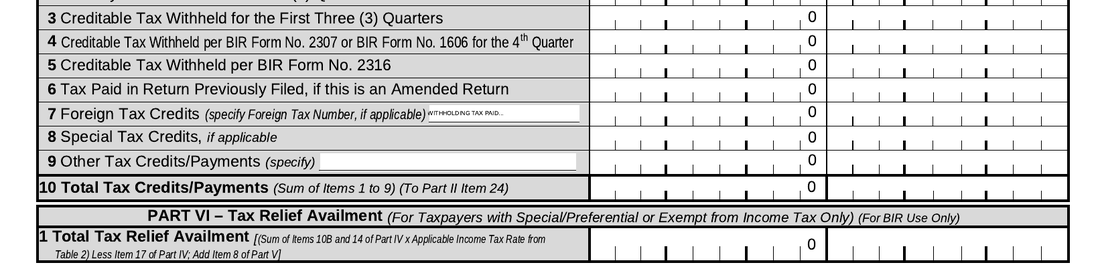 3 Creditable Tax Withheld for the First Three (3) Quarters 0
4 Creditable Tax Withheld per BIR Form No. 2307 or BIR Form No. 1606 for the 4th Quarter 0
5 Creditable Tax Withheld per BIR Form No. 2316 0
6 Tax Paid in Return Previously Filed, if this is an Amended Return 0
7 Foreign Tax Credits (specify Foreign Tax Number, if applicable) WITHHOLDING TAX PAID... 0
8 Special Tax Credits, if applicable 0
9 Other Tax Credits/Payments (specify) 0
10 Total Tax Credits/Payments (Sum of Items 1 to 9) (To Part II Item 24) 0
PART VI – Tax Relief Availment (For Taxpayers with Special/Preferential or Exempt from Income Tax Only) (For BIR Use Only)
1 Total Tax Relief Availment [(Sum of Items 10B and 14 of Part IV x Applicable Income Tax Rate from 0
Table 2) Less Item 17 of Part IV; Add Item 8 of Part V]